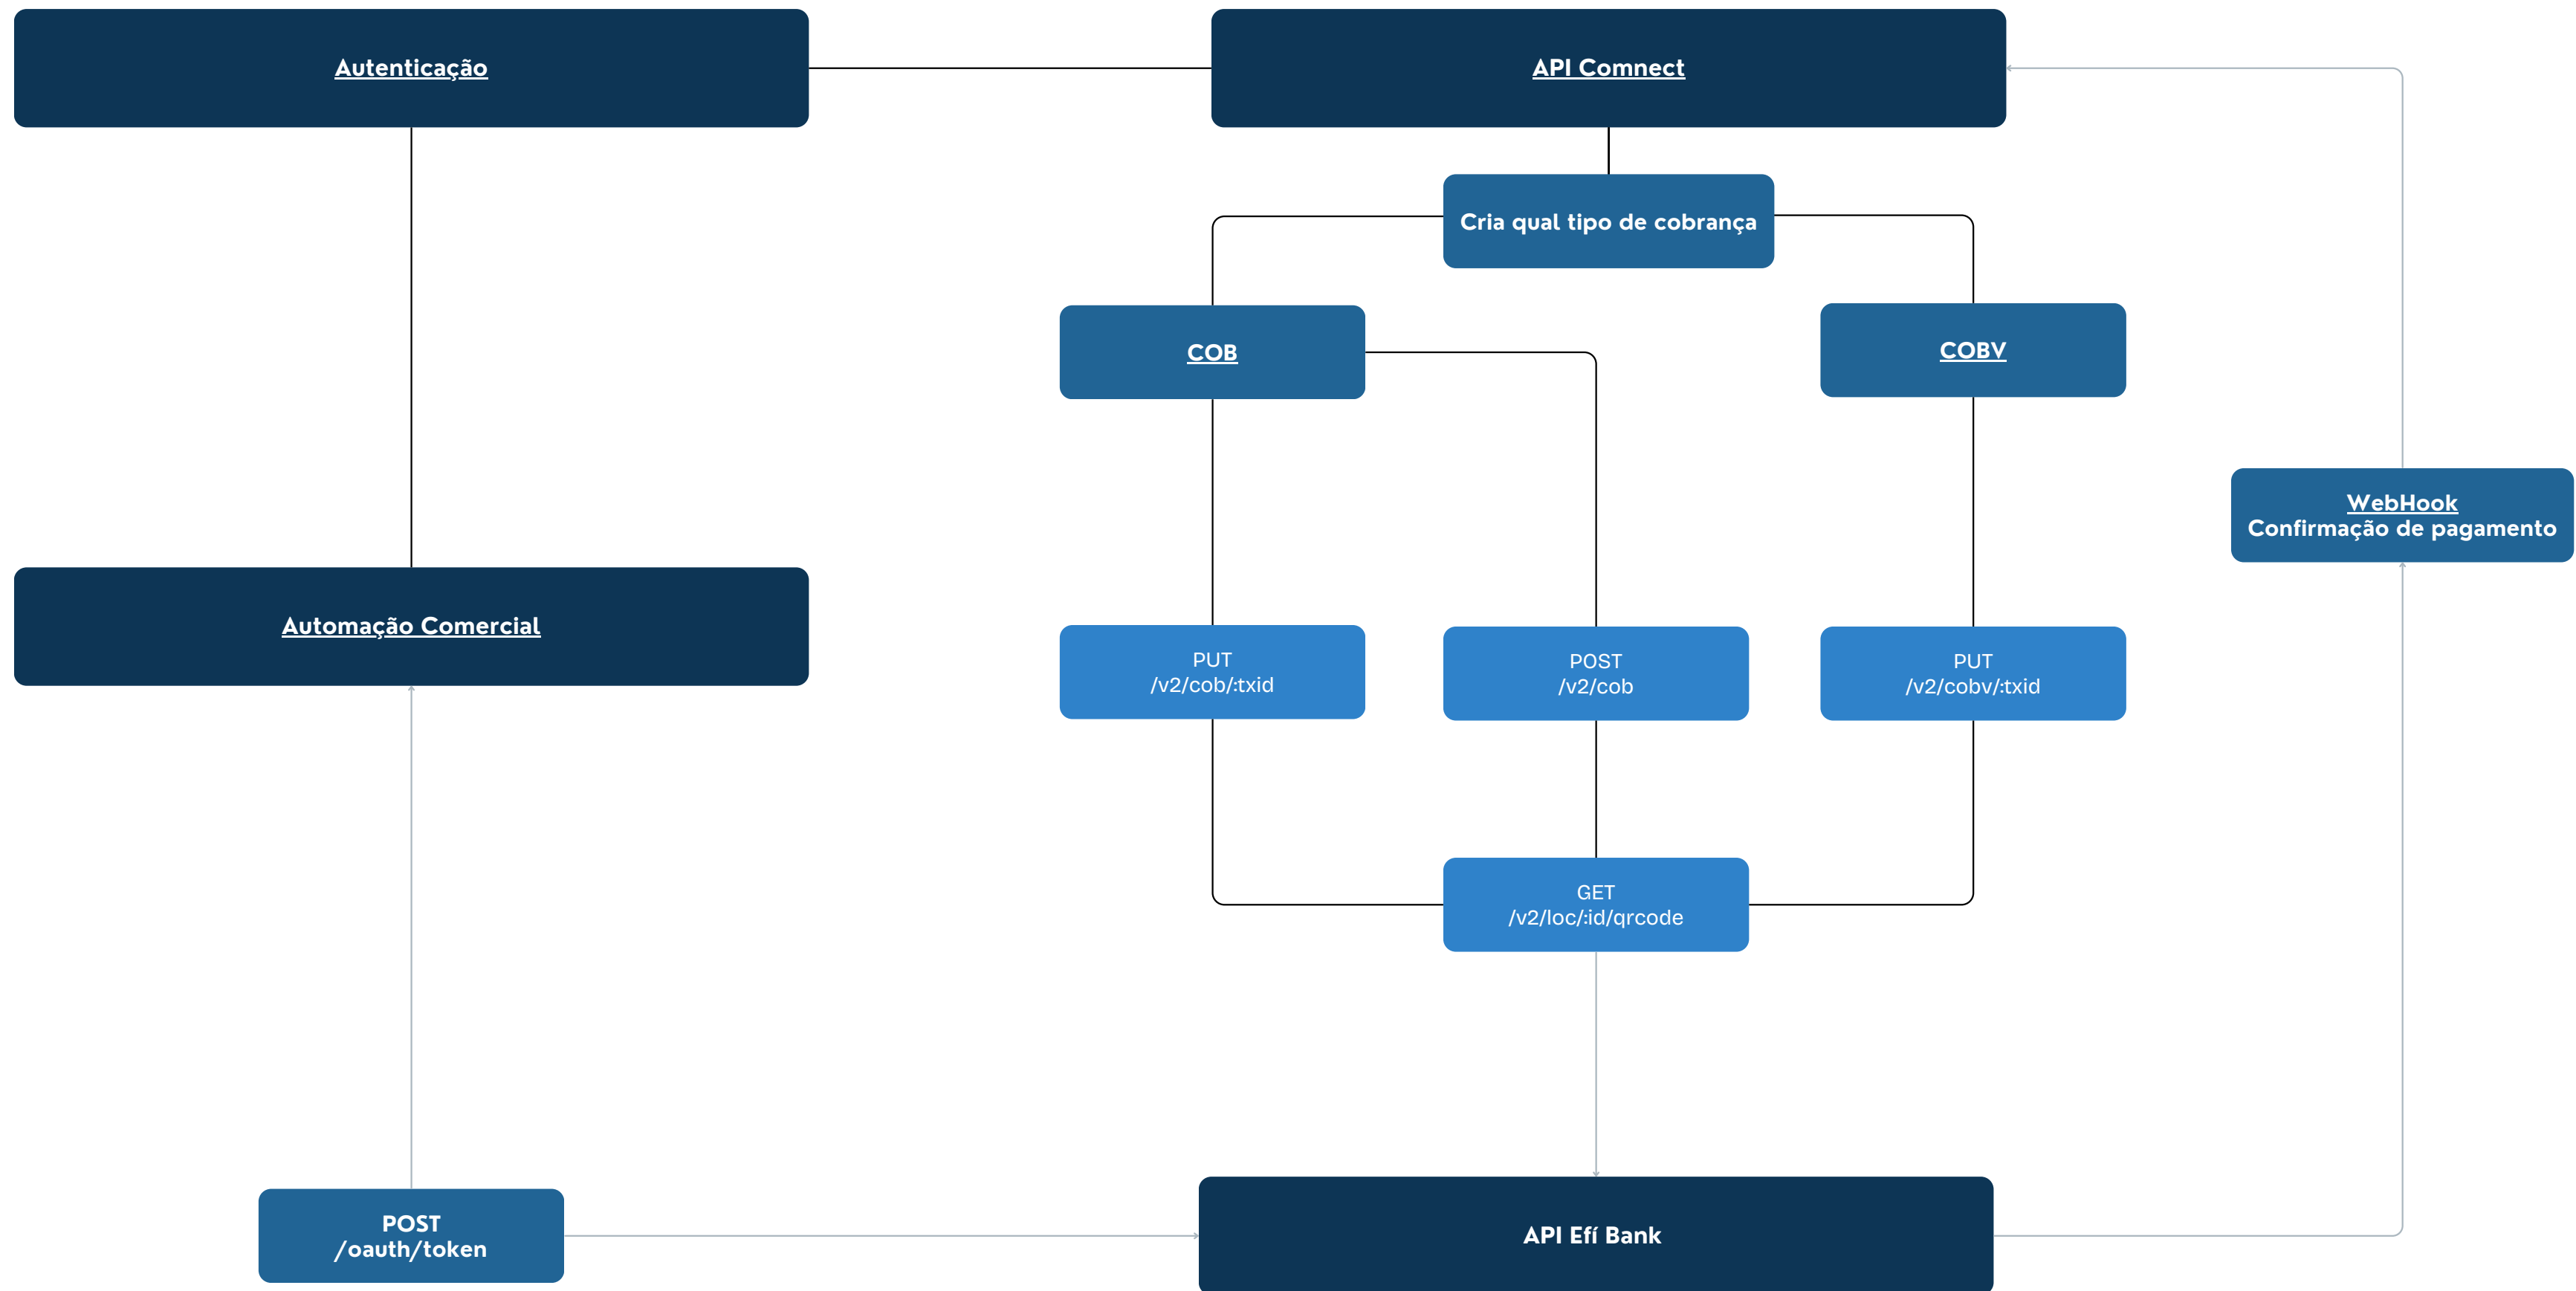 Autenticação
API Comnect
Cria qual tipo de cobrança
COB
COBV
WebHook
Confirmação de pagamento
Automação Comercial
PUT
/v2/cob/:txid
POST
/v2/cob
PUT
/v2/cobv/:txid
GET
/v2/loc/:id/qrcode
POST
/oauth/token
API Efí Bank